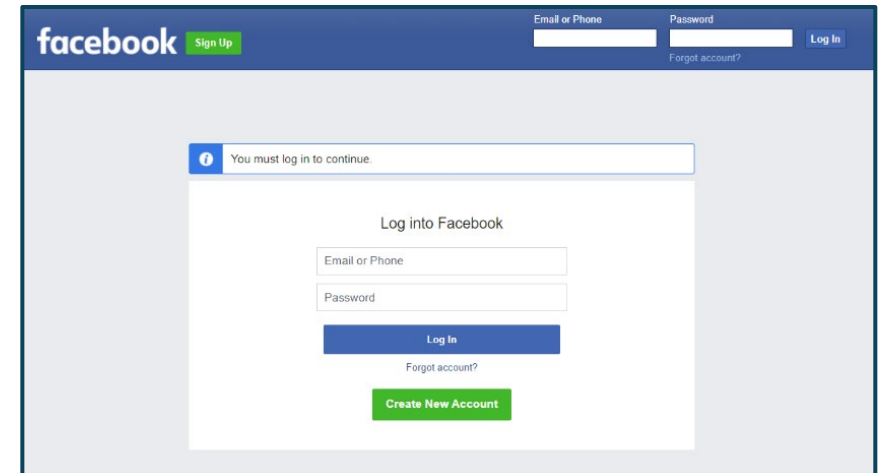 facebook
Sign Up
Email or Phone
Password
Log In
Forgot account?
You must log in to continue.
Log into Facebook
Email or Phone
Password
Log In
Forgot account?
Create New Account